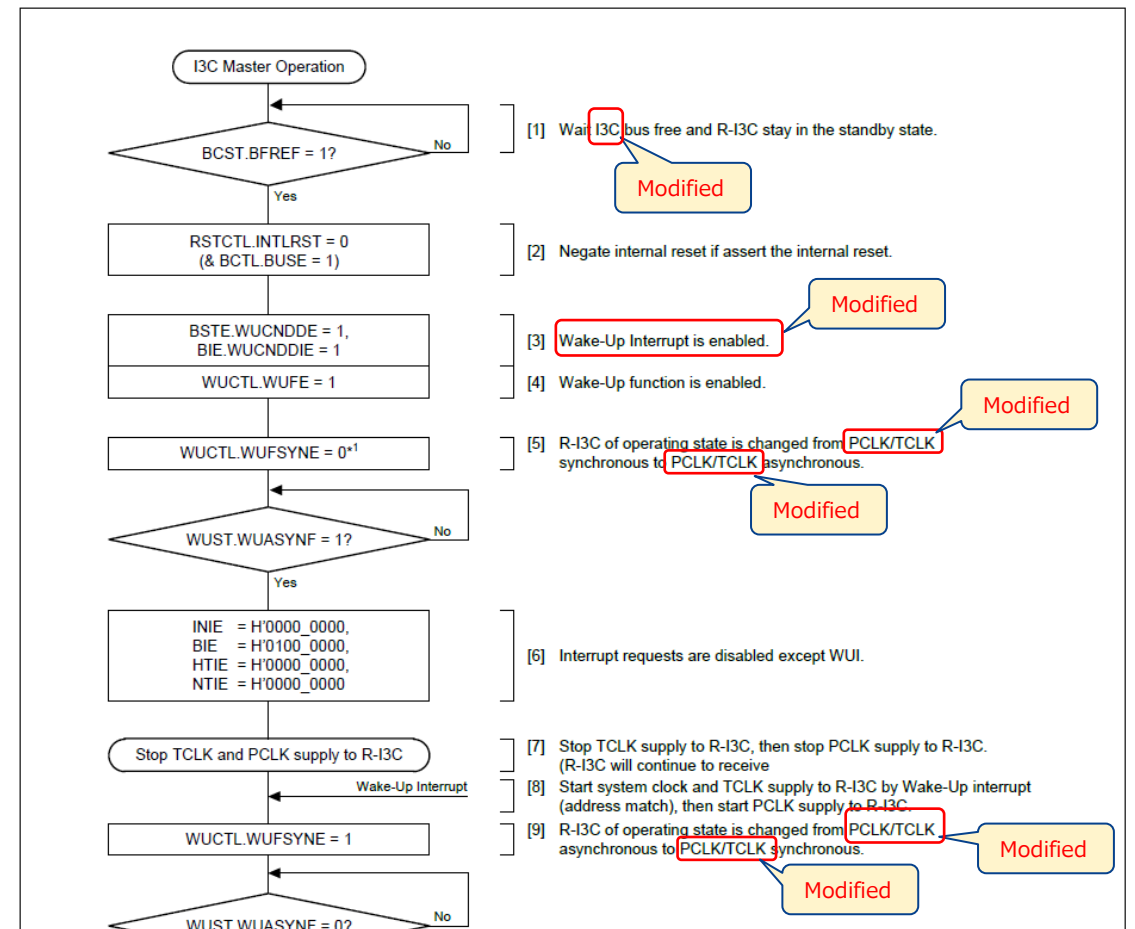 I3C Master Operation
BCST.BFREF = 1?
No
[1] Wait I3C bus free and R-I3C stay in the standby state.
Modified
Yes
RSTCTL.INTLRST = 0
(& BCTL.BUSE = 1)
[2] Negate internal reset if assert the internal reset.
Modified
BSTE.WUCNDDE = 1,
BIE.WUCNDDIE = 1
[3] Wake-Up Interrupt is enabled.
WUCTL.WUFE = 1
[4] Wake-Up function is enabled.
Modified
WUCTL.WUFSYNE = 0*1
[5] R-I3C of operating state is changed from PCLK/TCLK
synchronous to PCLK/TCLK asynchronous.
Modified
WUST.WUASYNF = 1?
No
Yes
INIE = H'0000_0000,
BIE = H'0100_0000,
HTIE = H'0000_0000,
NTIE = H'0000_0000
[6] Interrupt requests are disabled except WUI.
Stop TCLK and PCLK supply to R-I3C
[7] Stop TCLK supply to R-I3C, then stop PCLK supply to R-I3C.
(R-I3C will continue to receive
Wake-Up Interrupt
[8] Start system clock and TCLK supply to R-I3C by Wake-Up interrupt
(address match), then start PCLK supply to R-I3C.
WUCTL.WUFSYNE = 1
[9] R-I3C of operating state is changed from PCLK/TCLK
asynchronous to PCLK/TCLK synchronous.
Modified
Modified
WUST.WUASYNF = 0?
No